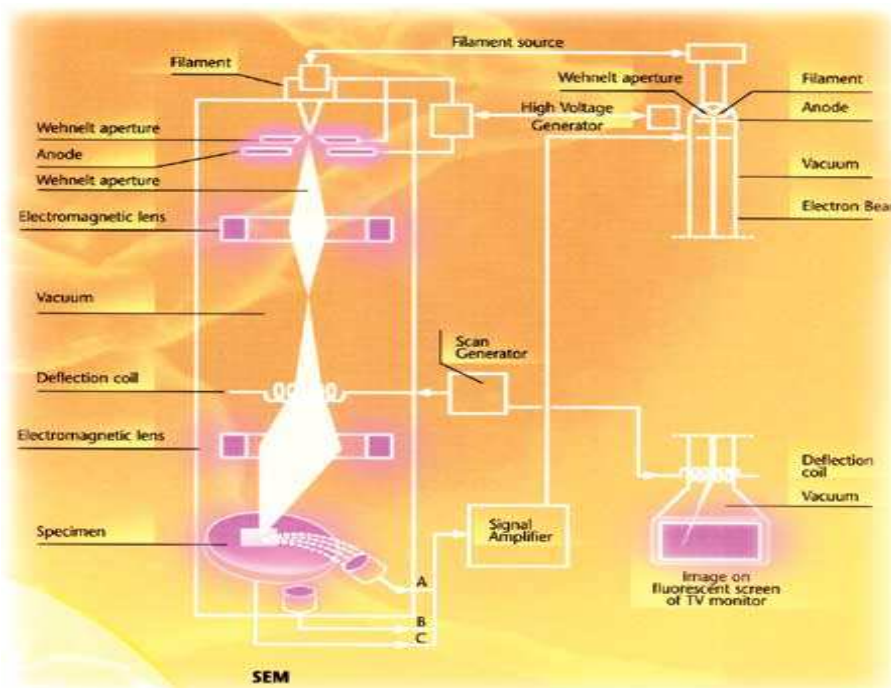 Filament source
Filament
Wehnelt aperture
Filament
High Voltage
Generator
Anode
Wehnelt aperture
Anode
Wehnelt aperture
Vacuum
Electron Bea
Electromagnetic lens
Vacuum
Scan
Generator
Deflection coil
Electromagnetic lens
Deflection
coil
Vacuum
Specimen
Signal
Amplifier
Image on
fluorescent screen
of TV monitor
A
B
C
SEM